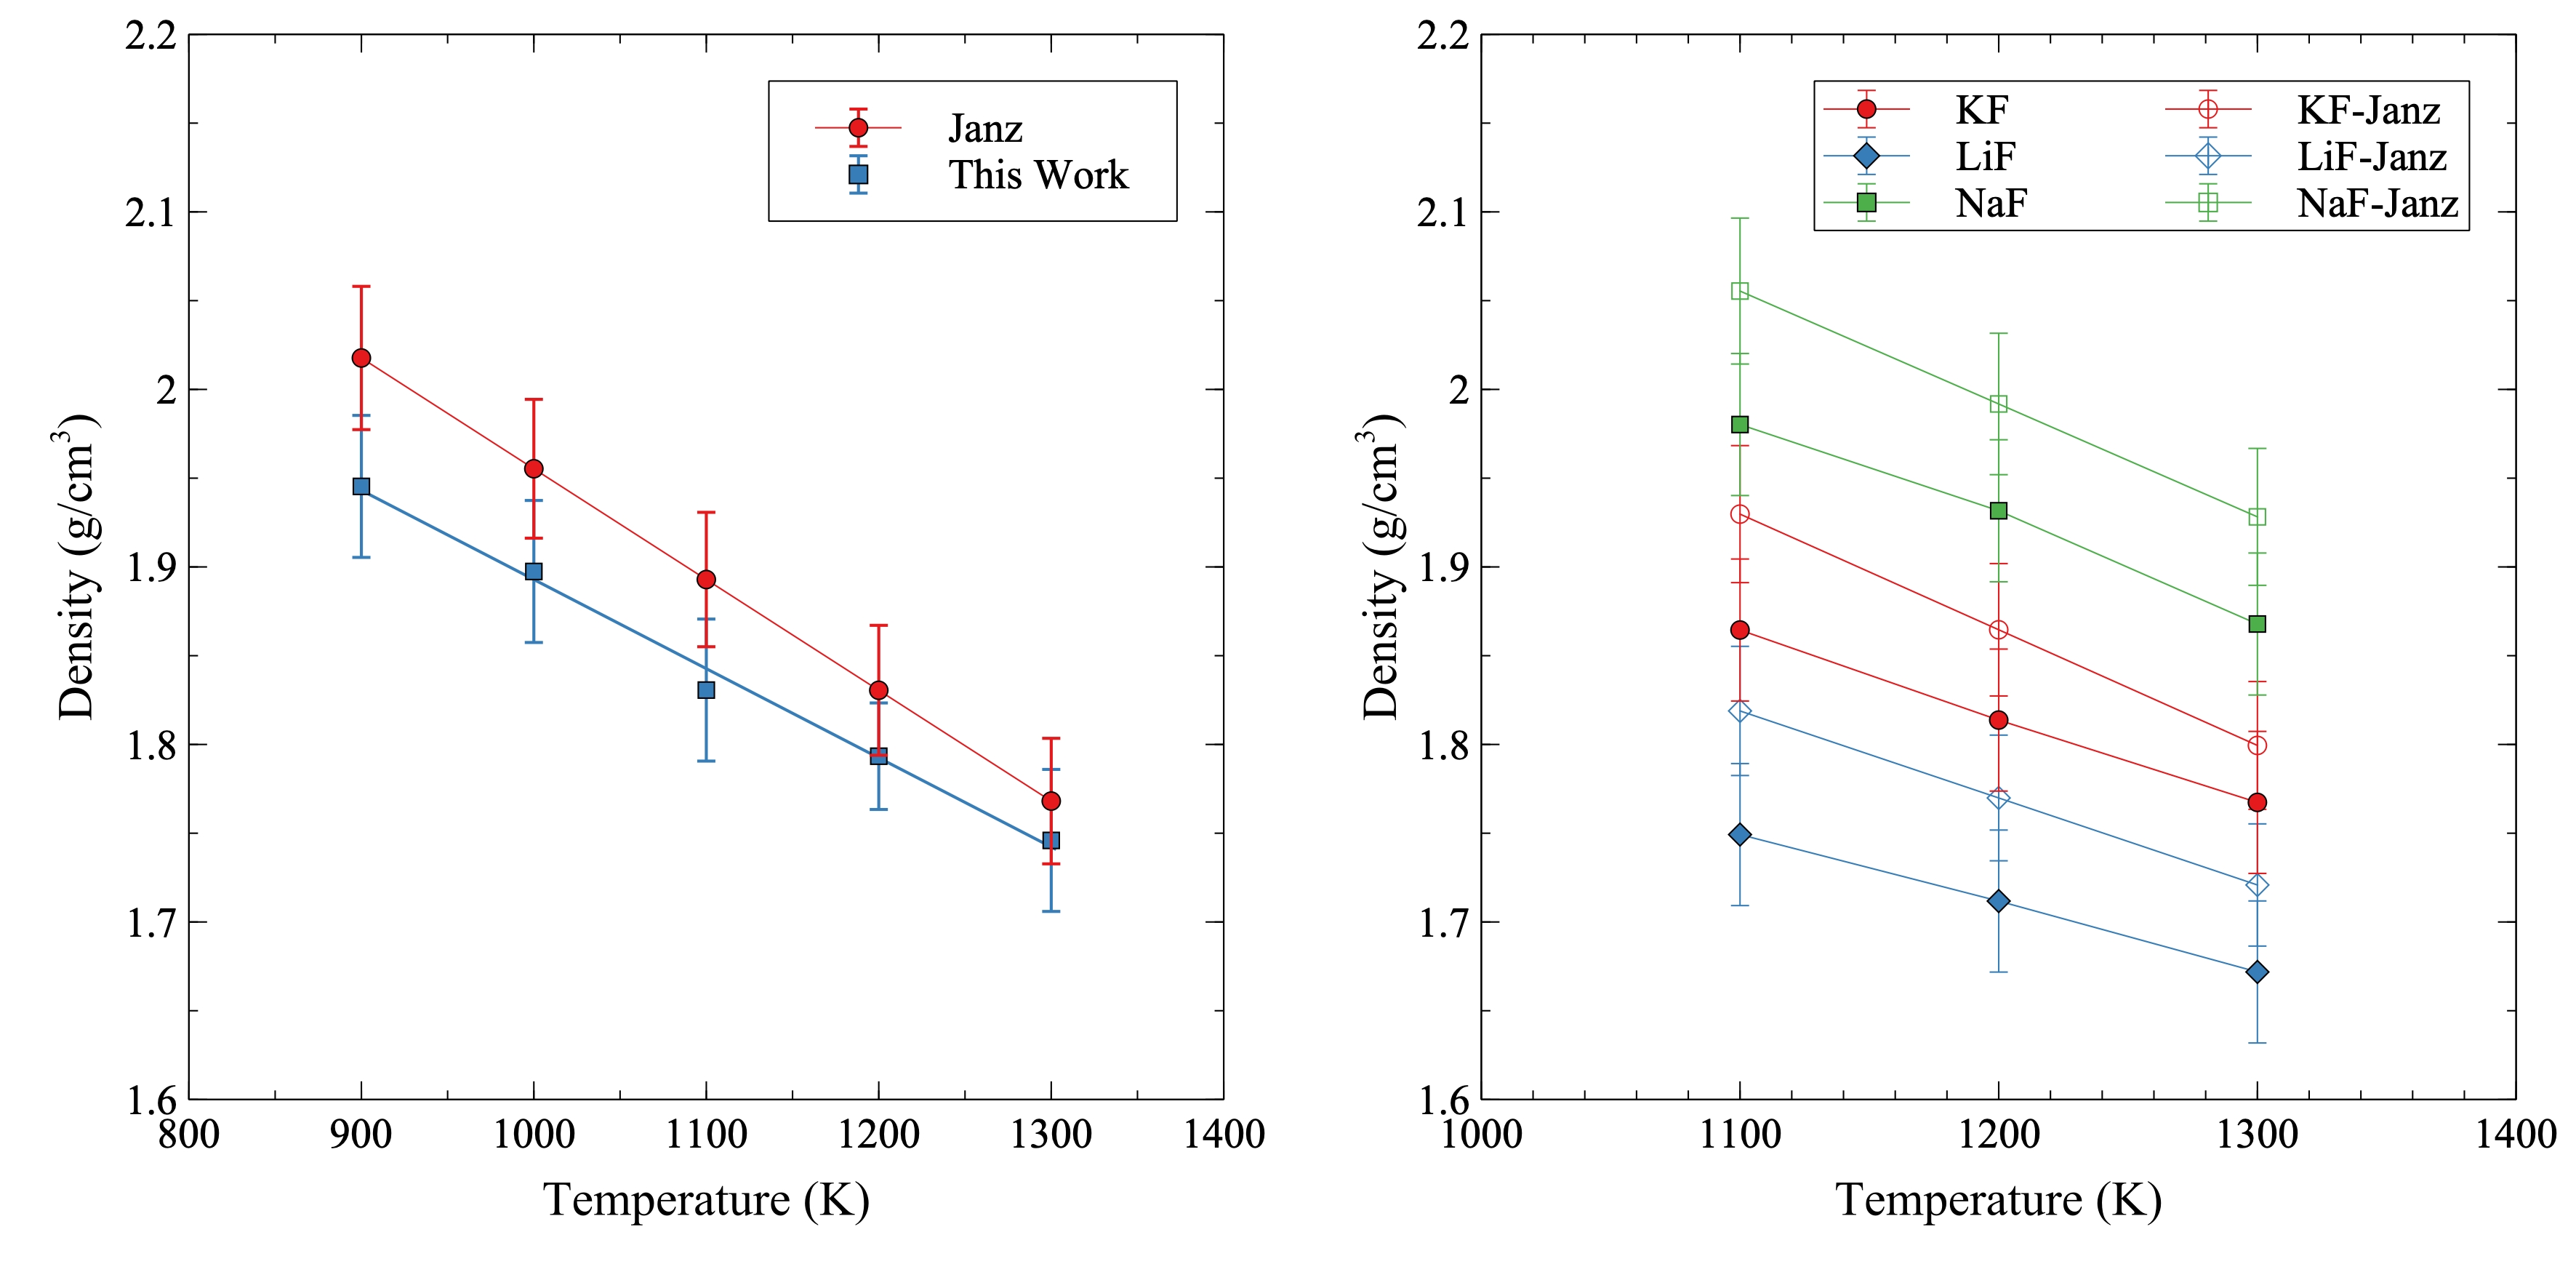 2.2
2.1
2
1.9
1.8
1.7
1.6
Density (g/cm³)
Janz
This Work
800 900 1000 1100 1200 1300 1400
Temperature (K)
2.2
2.1
2
1.9
1.8
1.7
1.6
Density (g/cm³)
KF KF-Janz
LiF LiF-Janz
NaF NaF-Janz
1000 1100 1200 1300 1400
Temperature (K)